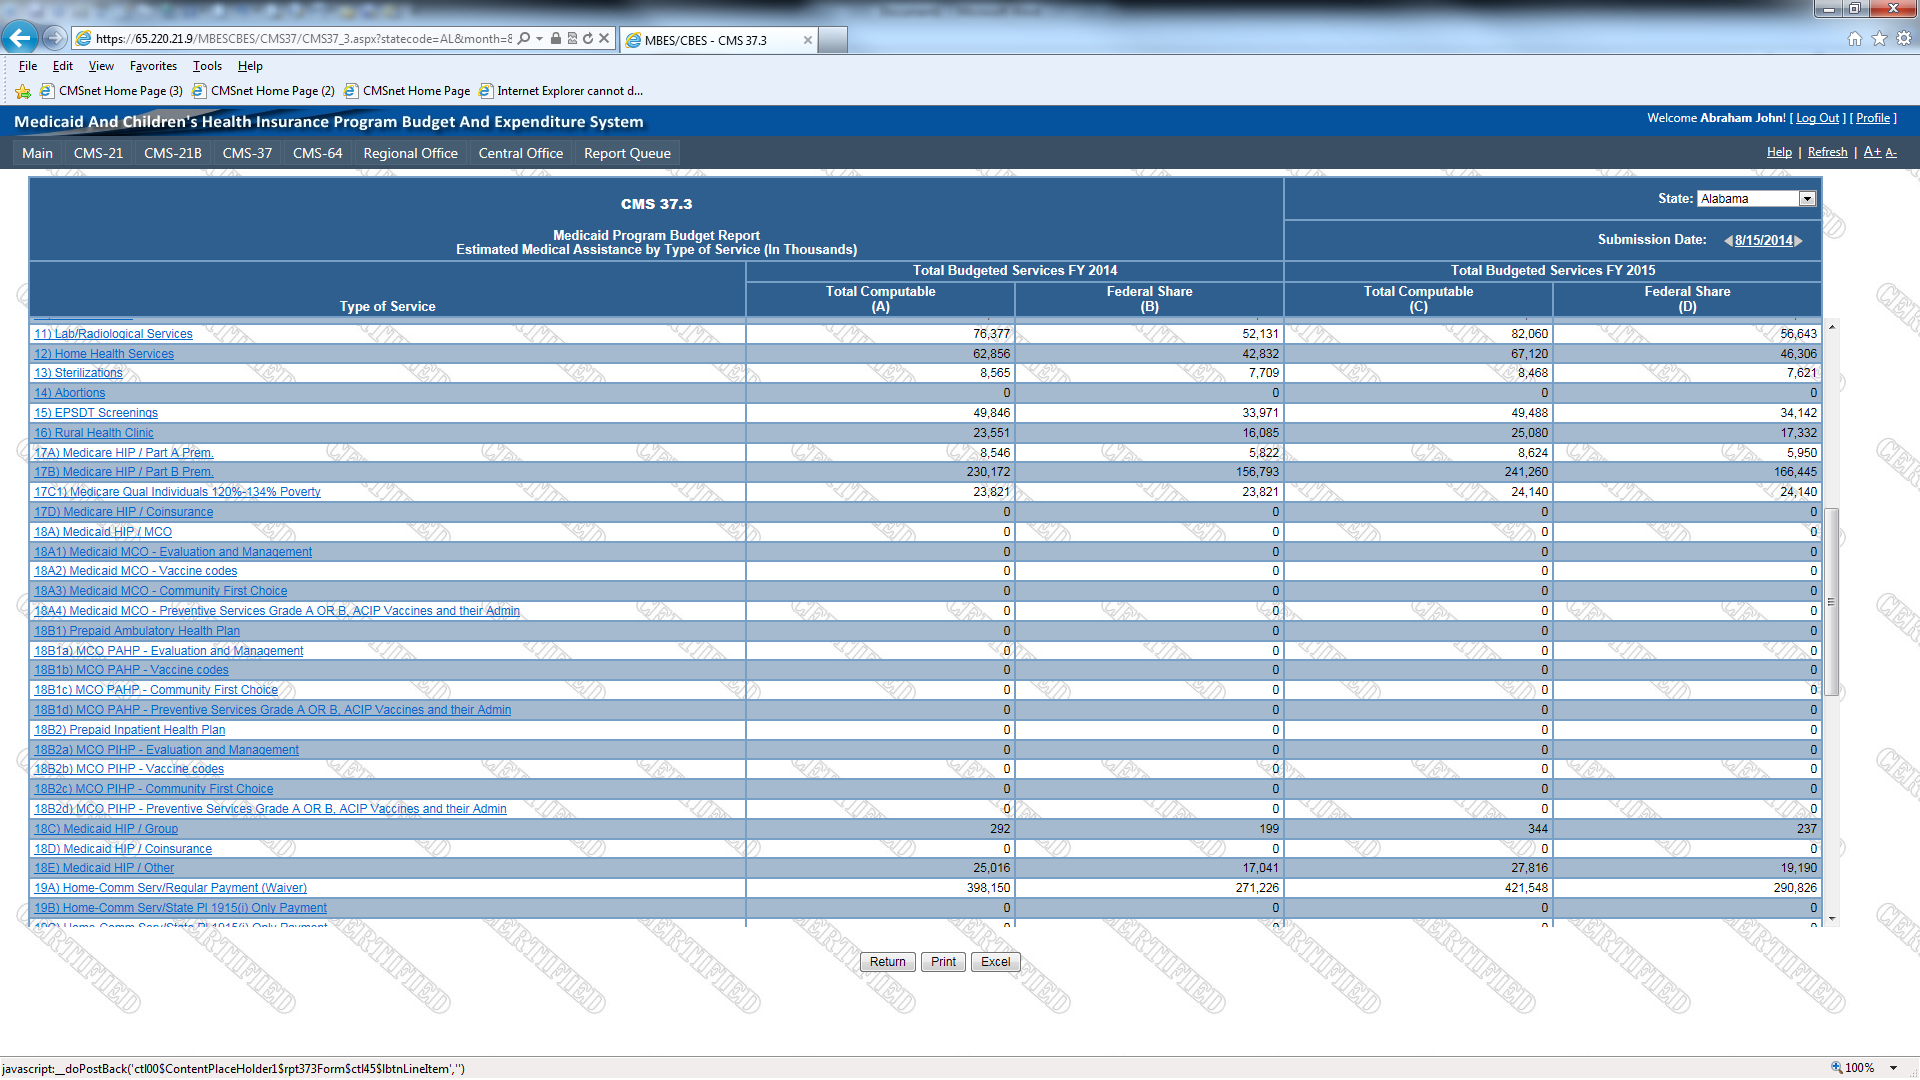 https://65.220.21.9/MBESCBES/CMS37/CMS37_3.aspx?statecode=AL&month=8
MBES/CBES - CMS 37.3
File Edit View Favorites Tools Help
CMSnet Home Page (3) CMSnet Home Page (2) CMSnet Home Page Internet Explorer cannot d...
Medicaid And Children's Health Insurance Program Budget And Expenditure System
Welcome Abraham John! [ Log Out ] [ Profile ]
Main CMS-21 CMS-21B CMS-37 CMS-64 Regional Office Central Office Report Queue
Help | Refresh | A+ A-
CMS 37.3
Medicaid Program Budget Report
Estimated Medical Assistance by Type of Service (In Thousands)
State: Alabama
Submission Date: 8/15/2014
Total Budgeted Services FY 2014 Total Budgeted Services FY 2015
Type of Service
Total Computable (A) Federal Share (B) Total Computable (C) Federal Share (D)
11) Lab/Radiological Services 76,377 52,131 82,060 56,643
12) Home Health Services 62,856 42,832 67,120 46,306
13) Sterilizations 8,565 7,709 8,468 7,621
14) Abortions 0 0 0 0
15) EPSDT Screenings 49,846 33,971 49,488 34,142
16) Rural Health Clinic 23,551 16,085 25,080 17,332
17A) Medicare HIP / Part A Prem. 8,546 5,822 8,624 5,950
17B) Medicare HIP / Part B Prem. 230,172 156,793 241,260 166,445
17C1) Medicare Qual Individuals 120%-134% Poverty 23,821 23,821 24,140 24,140
17D) Medicare HIP / Coinsurance 0 0 0 0
18A) Medicaid HIP / MCO 0 0 0 0
18A1) Medicaid MCO - Evaluation and Management 0 0 0 0
18A2) Medicaid MCO - Vaccine codes 0 0 0 0
18A3) Medicaid MCO - Community First Choice 0 0 0 0
18A4) Medicaid MCO - Preventive Services Grade A OR B, ACIP Vaccines and their Admin 0 0 0 0
18B1) Prepaid Ambulatory Health Plan 0 0 0 0
18B1a) MCO PAHP - Evaluation and Management 0 0 0 0
18B1b) MCO PAHP - Vaccine codes 0 0 0 0
18B1c) MCO PAHP - Community First Choice 0 0 0 0
18B1d) MCO PAHP - Preventive Services Grade A OR B, ACIP Vaccines and their Admin 0 0 0 0
18B2) Prepaid Inpatient Health Plan 0 0 0 0
18B2a) MCO PIHP - Evaluation and Management 0 0 0 0
18B2b) MCO PIHP - Vaccine codes 0 0 0 0
18B2c) MCO PIHP - Community First Choice 0 0 0 0
18B2d) MCO PIHP - Preventive Services Grade A OR B, ACIP Vaccines and their Admin 0 0 0 0
18C) Medicaid HIP / Group 292 199 344 237
18D) Medicaid HIP / Coinsurance 0 0 0 0
18E) Medicaid HIP / Other 25,016 17,041 27,816 19,190
19A) Home-Comm Serv/Regular Payment (Waiver) 398,150 271,226 421,548 290,826
19B) Home-Comm Serv/State Pl 1915(i) Only Payment 0 0 0 0
CERTIFIED
Return Print Excel
javascript:__doPostBack('ctl00$ContentPlaceHolder1$rpt373Form$ctl45$lbtnLineItem','')
100%